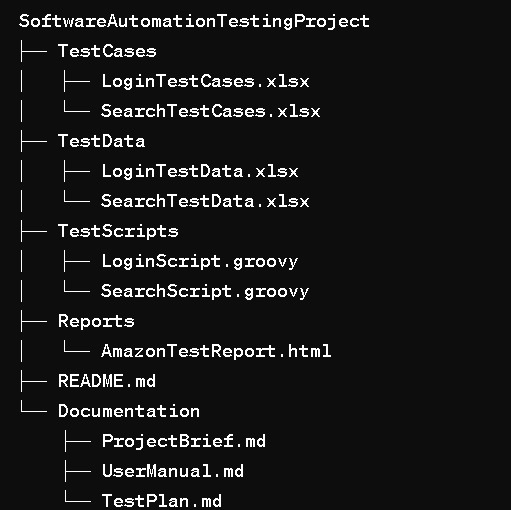 SoftwareAutomationTestingProject
├── TestCases
│   ├── LoginTestCases.xlsx
│   └── SearchTestCases.xlsx
├── TestData
│   ├── LoginTestData.xlsx
│   └── SearchTestData.xlsx
├── TestScripts
│   ├── LoginScript.groovy
│   └── SearchScript.groovy
├── Reports
│   └── AmazonTestReport.html
├── README.md
└── Documentation
    ├── ProjectBrief.md
    ├── UserManual.md
    └── TestPlan.md